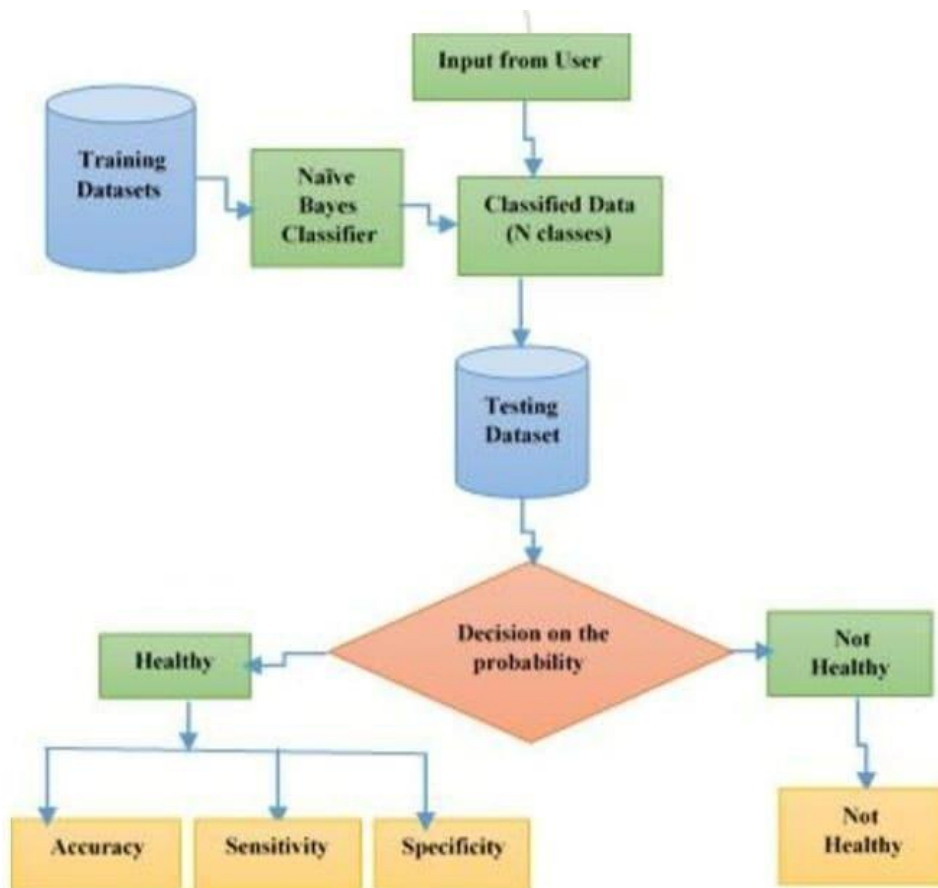 Input from User
Training
Datasets
Naïve
Bayes
Classifier
Classified Data
(N classes)
Testing
Dataset
Decision on the
probability
Healthy
Not
Healthy
Accuracy
Sensitivity
Specificity
Not
Healthy